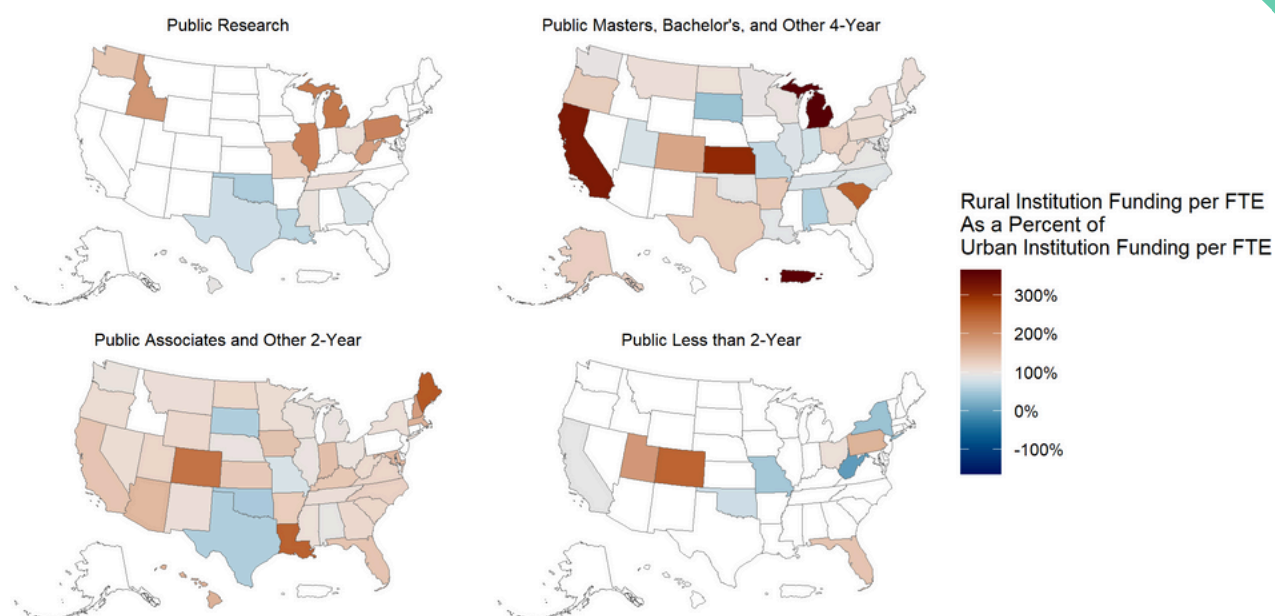 Public Research
Public Masters, Bachelor's, and Other 4-Year
Public Associates and Other 2-Year
Public Less than 2-Year
Rural Institution Funding per FTE
As a Percent of
Urban Institution Funding per FTE
300%
200%
100%
0%
-100%